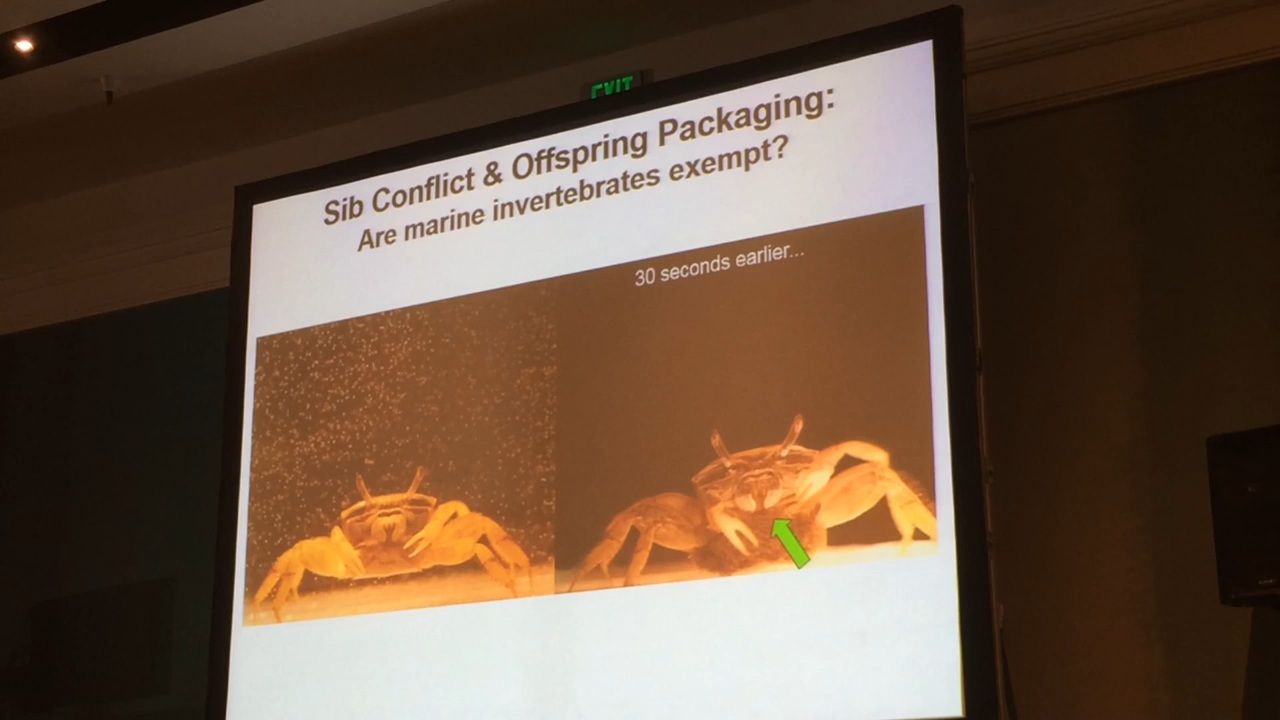 EXIT
Sib Conflict & Offspring Packaging:
Are marine invertebrates exempt?
30 seconds earlier...